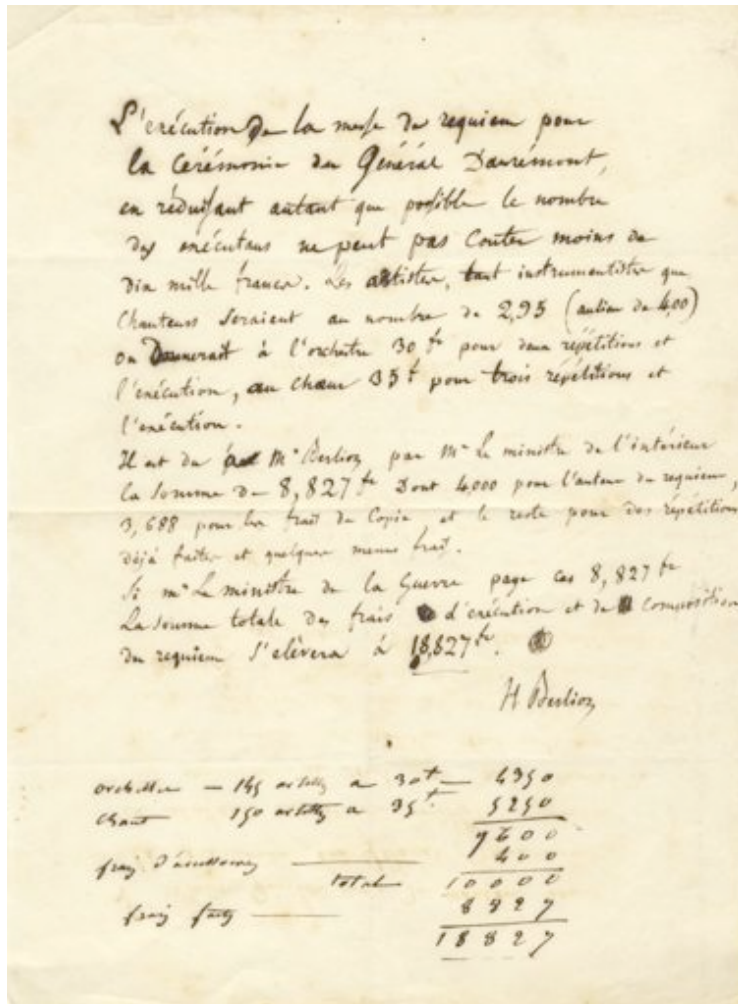 L'exécution de la messe de requiem pour
la Cérémonie du Général Danrémont,
en réduisant autant que possible le nombre
des exécutans ne peut pas Couter moins de
Dix mille francs. Les artistes, tant instrumentistes que
Chanteurs Seraient au nombre de 295 (aulieu de 400)
on Donnerait à l'orchestre 30 fr pour deux répétitions et
l'exécution, au Chœur 35 f pour trois répétitions et
l'exécution.
Il est du à Mr Berlioz par Mr Le ministre de l'intérieur
la Somme de 8,827 fr Dont 4,000 pour l'auteur du requiem,
3,688 pour les frais de Copie, et le reste pour des répétitions
Déjà faites et quelques menus frais.
Si mr Le ministre de la Guerre paye ces 8,827 fr
La Somme totale des frais d'exécution et de composition
du requiem S'elèvera à 18,827 fr.
H Berlioz
orchestre — 145 artistes a 30 f — 4350
Chant 150 artistes a 35 f. 5250
9600
frais — 400
total 10000
frais faits — 8827
18827